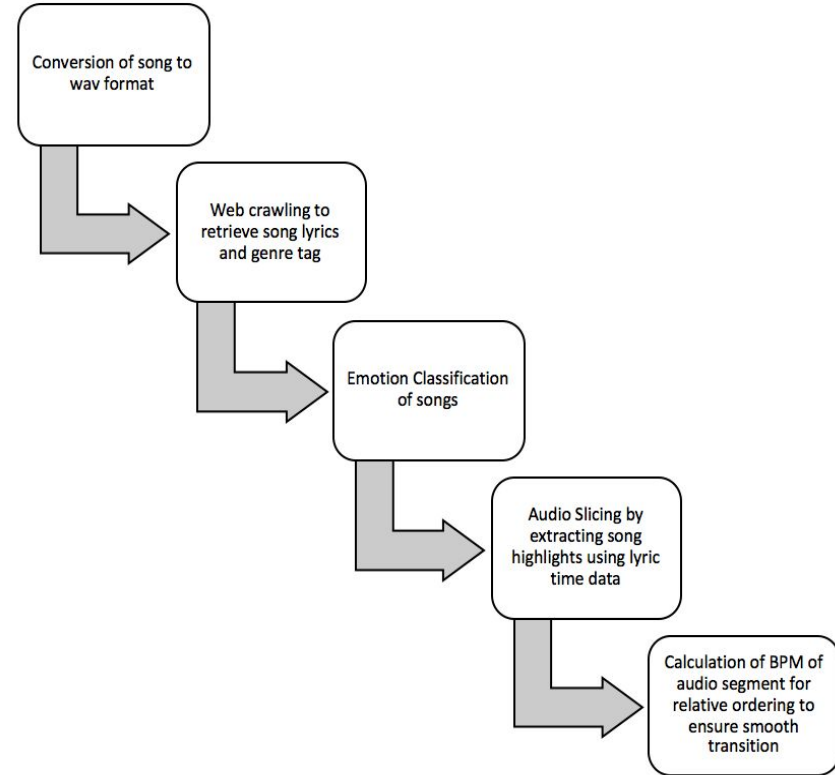 Conversion of song to
wav format
Web crawling to
retrieve song lyrics
and genre tag
Emotion Classification
of songs
Audio Slicing by
extracting song
highlights using lyric
time data
Calculation of BPM of
audio segment for
relative ordering to
ensure smooth
transition